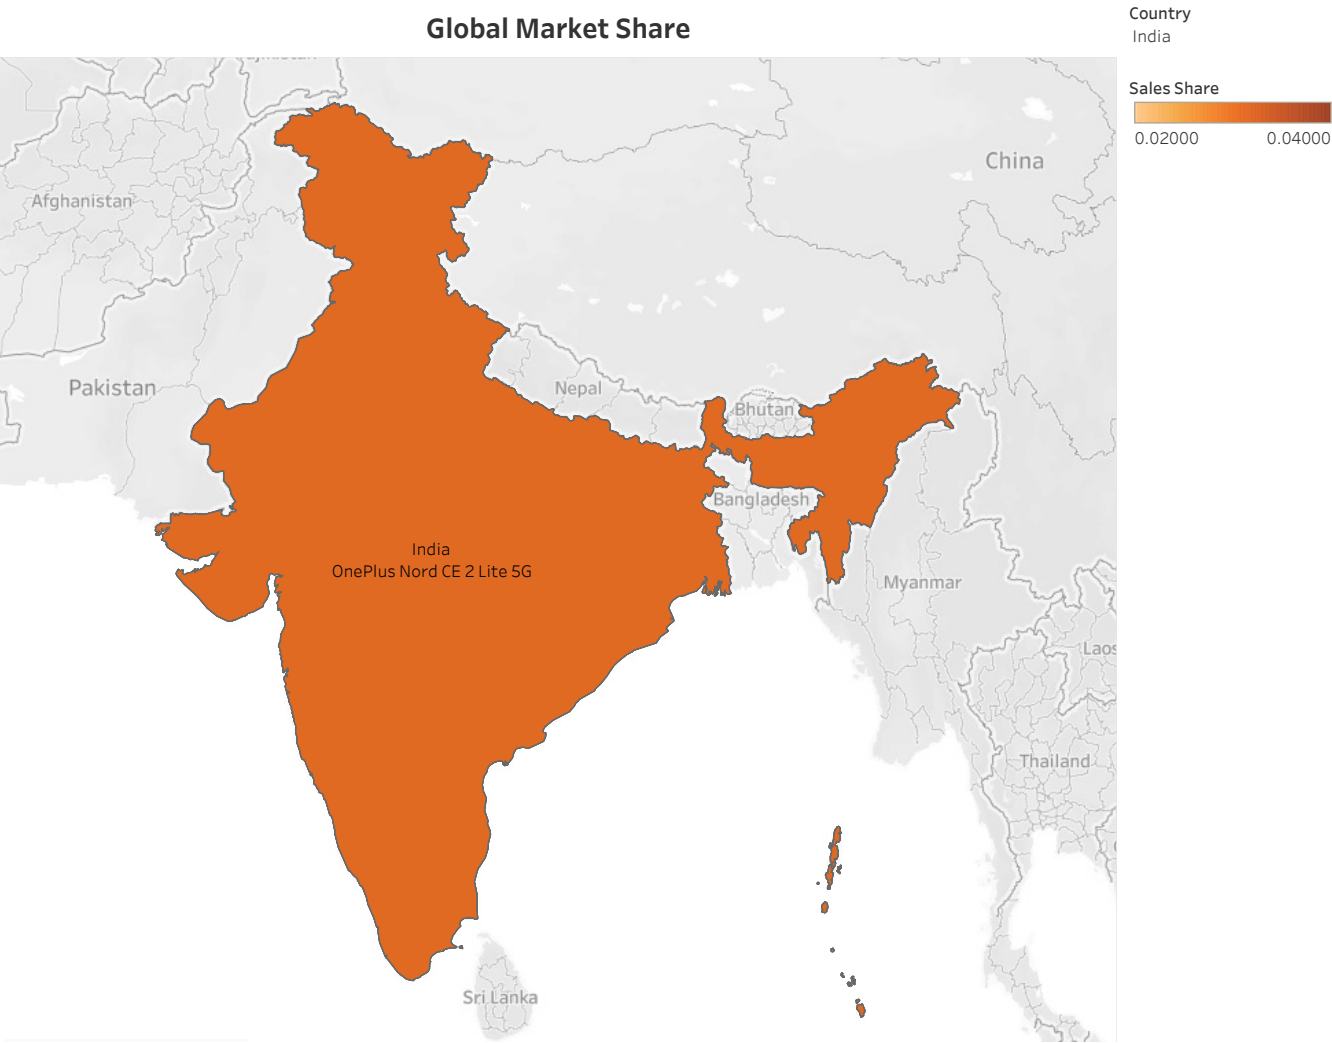 Global Market Share
Country
India
Sales Share
0.02000
0.04000
China
Afghanistan
Pakistan
Nepal
Bhutan
Bangladesh
India
OnePlus Nord CE 2 Lite 5G
Myanmar
Laos
Thailand
Sri Lanka